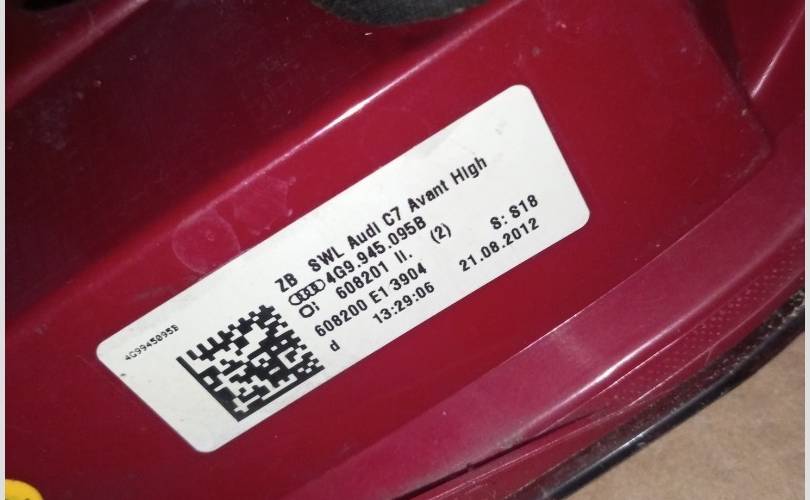 ZB SWL Audi C7 Avant High
4G9.945.095B
O: 608201 II. (2) S: S18
608200 E1 3904 21.08.2012
d 13:29:06
4G9945095B